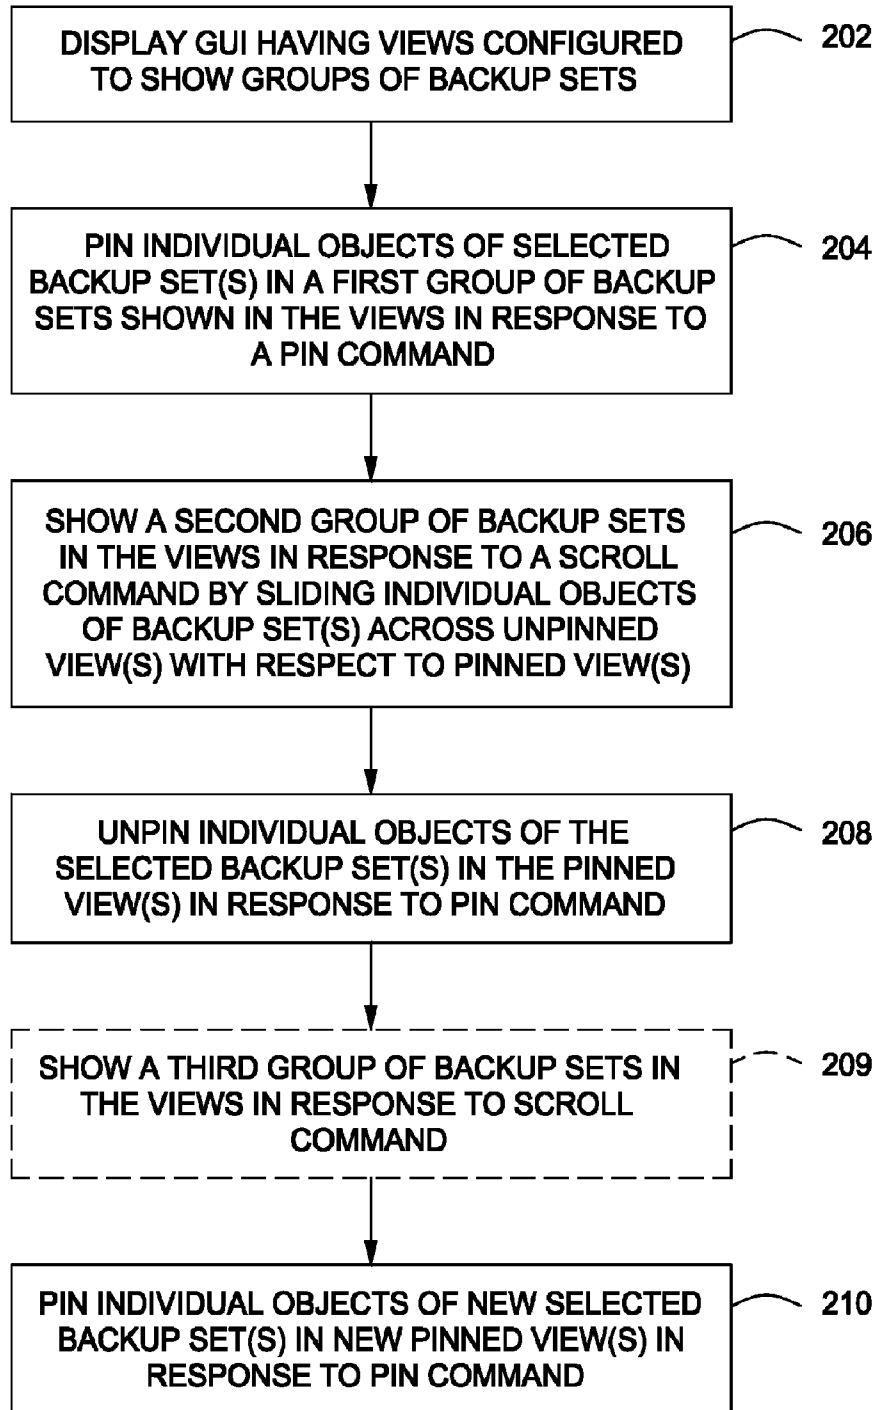 DISPLAY GUI HAVING VIEWS CONFIGURED
TO SHOW GROUPS OF BACKUP SETS
202
PIN INDIVIDUAL OBJECTS OF SELECTED
BACKUP SET(S) IN A FIRST GROUP OF BACKUP
SETS SHOWN IN THE VIEWS IN RESPONSE TO
A PIN COMMAND
204
SHOW A SECOND GROUP OF BACKUP SETS
IN THE VIEWS IN RESPONSE TO A SCROLL
COMMAND BY SLIDING INDIVIDUAL OBJECTS
OF BACKUP SET(S) ACROSS UNPINNED
VIEW(S) WITH RESPECT TO PINNED VIEW(S)
206
UNPIN INDIVIDUAL OBJECTS OF THE
SELECTED BACKUP SET(S) IN THE PINNED
VIEW(S) IN RESPONSE TO PIN COMMAND
208
SHOW A THIRD GROUP OF BACKUP SETS IN
THE VIEWS IN RESPONSE TO SCROLL
COMMAND
209
PIN INDIVIDUAL OBJECTS OF NEW SELECTED
BACKUP SET(S) IN NEW PINNED VIEW(S) IN
RESPONSE TO PIN COMMAND
210